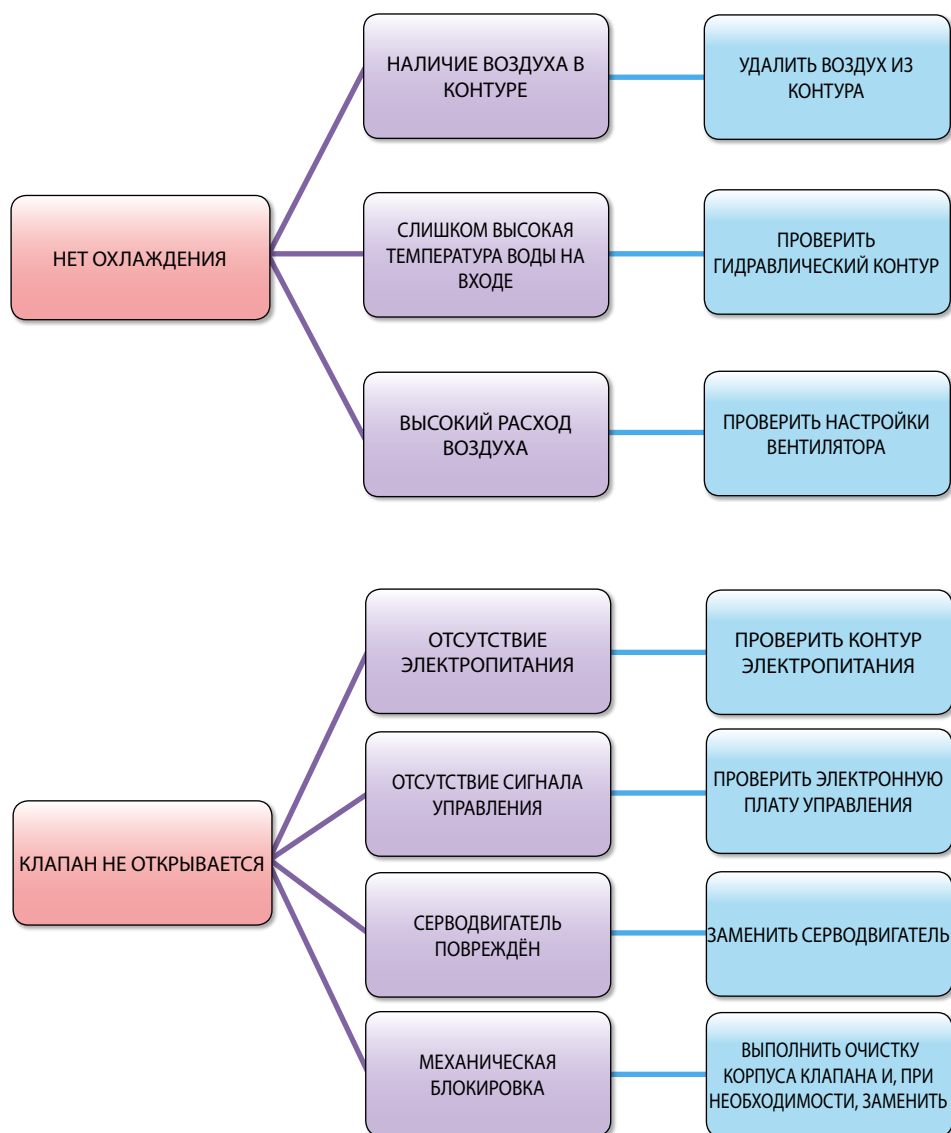 НАЛИЧИЕ ВОЗДУХА В
КОНТУРЕ
УДАЛИТЬ ВОЗДУХ ИЗ
КОНТУРА
НЕТ ОХЛАЖДЕНИЯ
СЛИШКОМ ВЫСОКАЯ
ТЕМПЕРАТУРА ВОДЫ НА
ВХОДЕ
ПРОВЕРИТЬ
ГИДРАВЛИЧЕСКИЙ КОНТУР
ВЫСОКИЙ РАСХОД
ВОЗДУХА
ПРОВЕРИТЬ НАСТРОЙКИ
ВЕНТИЛЯТОРА
ОТСУТСТВИЕ
ЭЛЕКТРОПИТАНИЯ
ПРОВЕРИТЬ КОНТУР
ЭЛЕКТРОПИТАНИЯ
КЛАПАН НЕ ОТКРЫВАЕТСЯ
ОТСУТСТВИЕ СИГНАЛА
УПРАВЛЕНИЯ
ПРОВЕРИТЬ ЭЛЕКТРОННУЮ
ПЛАТУ УПРАВЛЕНИЯ
СЕРВОДВИГАТЕЛЬ
ПОВРЕЖДЁН
ЗАМЕНИТЬ СЕРВОДВИГАТЕЛЬ
МЕХАНИЧЕСКАЯ
БЛОКИРОВКА
ВЫПОЛНИТЬ ОЧИСТКУ
КОРПУСА КЛАПАНА И, ПРИ
НЕОБХОДИМОСТИ, ЗАМЕНИТЬ